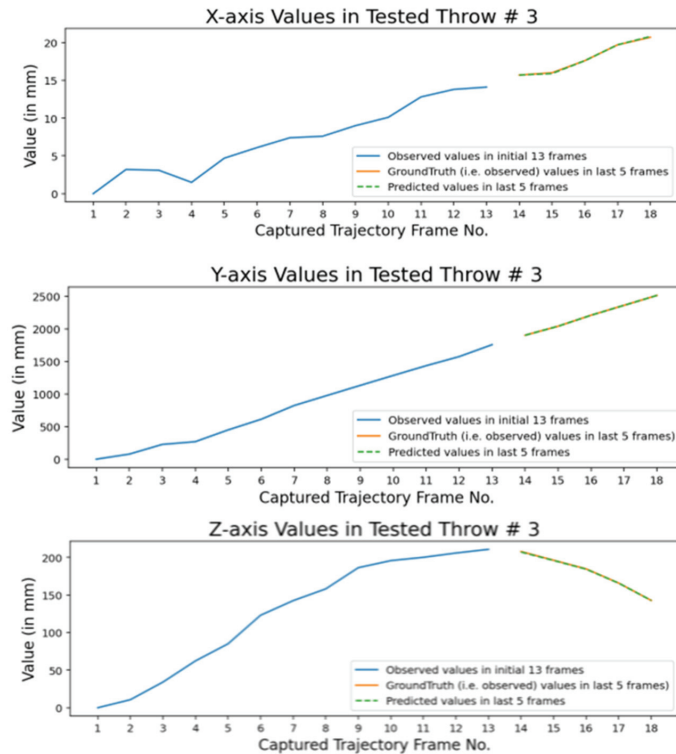 X-axis Values in Tested Throw # 3
Value (in mm)
20
15
10
5
0
Observed values in initial 13 frames
GroundTruth (i.e. observed) values in last 5 frames
Predicted values in last 5 frames
1 2 3 4 5 6 7 8 9 10 11 12 13 14 15 16 17 18
Captured Trajectory Frame No.
Y-axis Values in Tested Throw # 3
Value (in mm)
2500
2000
1500
1000
500
0
Observed values in initial 13 frames
GroundTruth (i.e. observed) values in last 5 frames)
Predicted values in last 5 frames
1 2 3 4 5 6 7 8 9 10 11 12 13 14 15 16 17 18
Captured Trajectory Frame No.
Z-axis Values in Tested Throw # 3
Value (in mm)
200
150
100
50
0
Observed values in initial 13 frames
GroundTruth (i.e. observed) values in last 5 frames)
Predicted values in last 5 frames
1 2 3 4 5 6 7 8 9 10 11 12 13 14 15 16 17 18
Captured Trajectory Frame No.